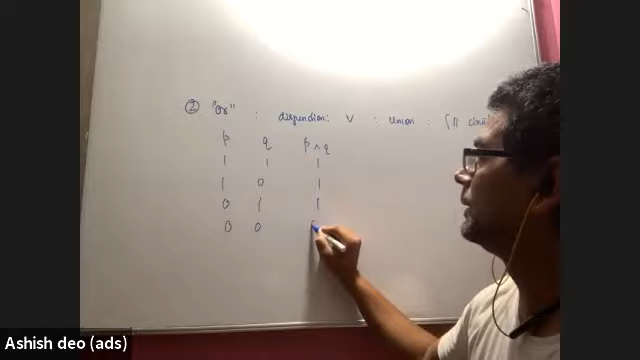 ② "Or" : disjunction: ∨ : union : (||
p q p ∧ q
1 1 1
1 0 1
0 1 1
0 0
Ashish deo (ads)